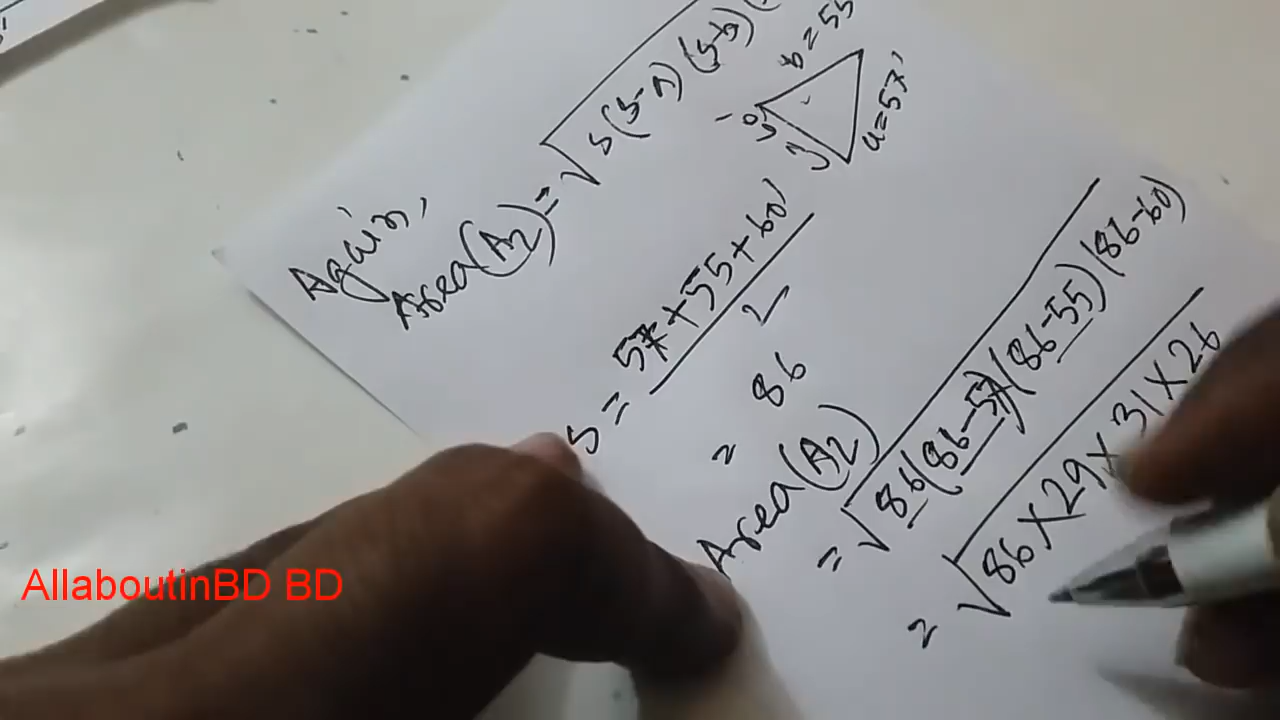 Again,
Area(A2) = √s(s-a)(s-b)
b = 55
a = 57'
60'
s = 57+55+60'
2
= 86
Area(A2)
= √86(86-57)(86-55)(86-60)
= √86×29×31×26
AllaboutinBD BD